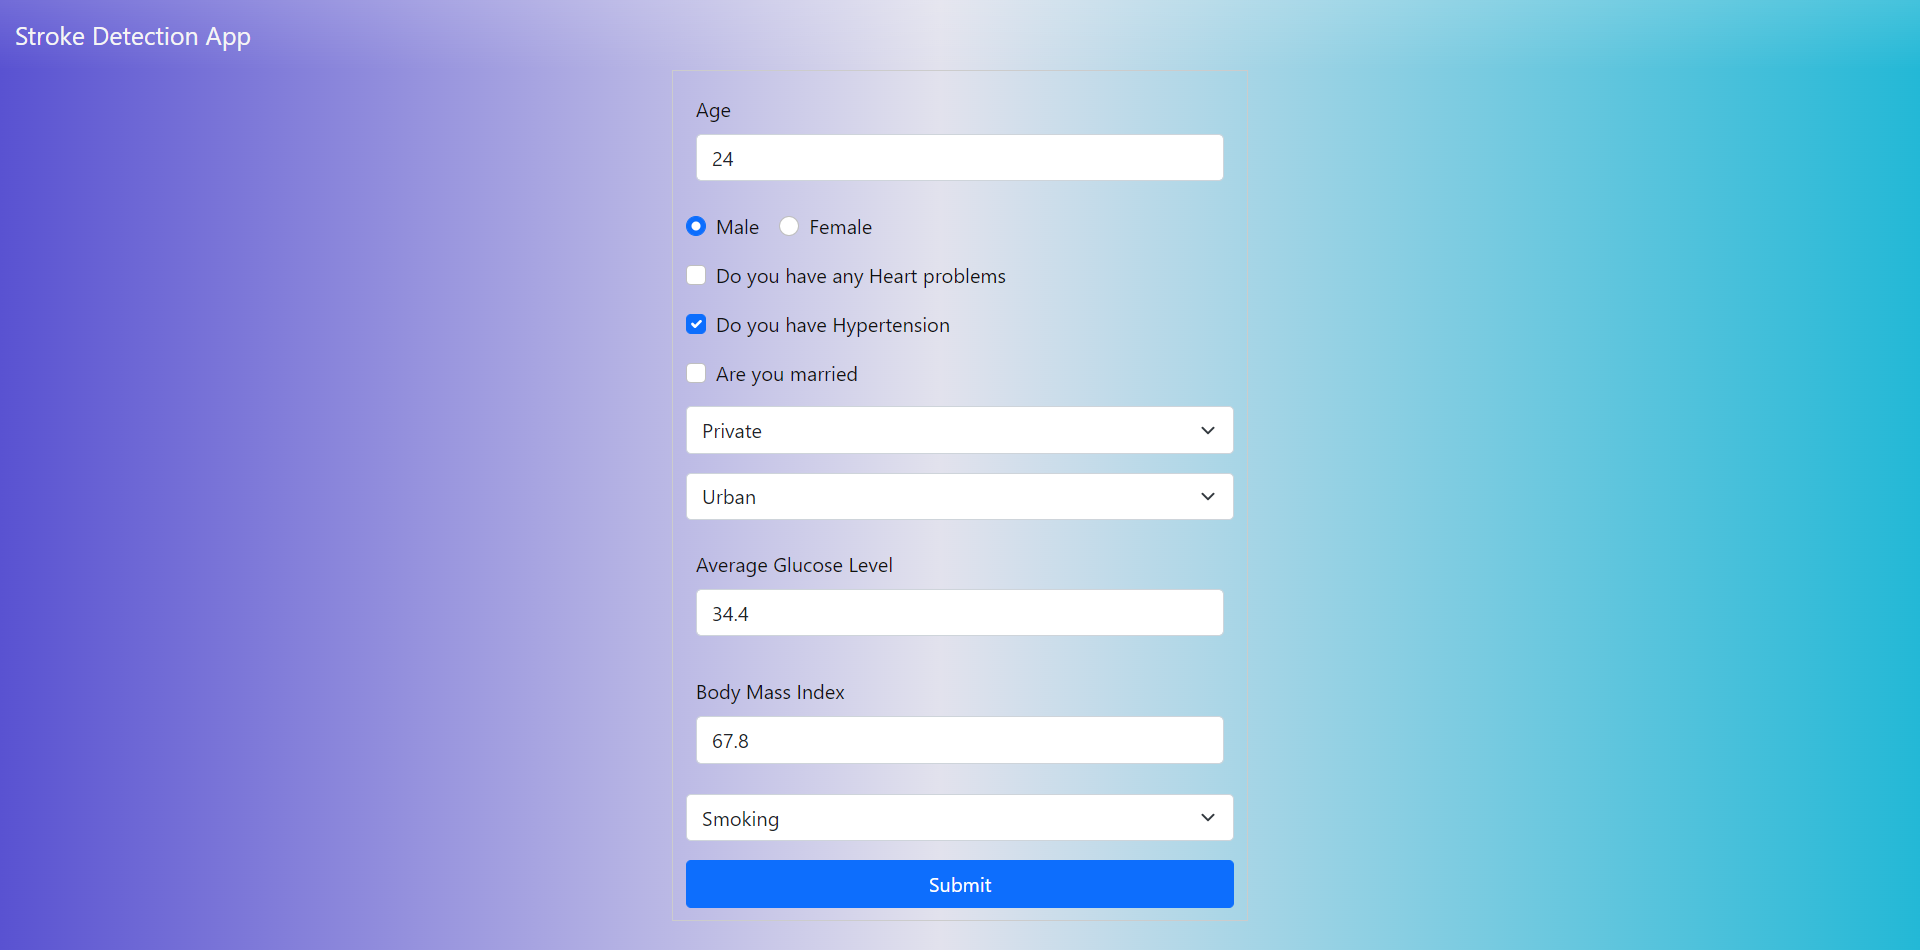 Stroke Detection App
Age
24
Male Female
Do you have any Heart problems
Do you have Hypertension
Are you married
Private
Urban
Average Glucose Level
34.4
Body Mass Index
67.8
Smoking
Submit